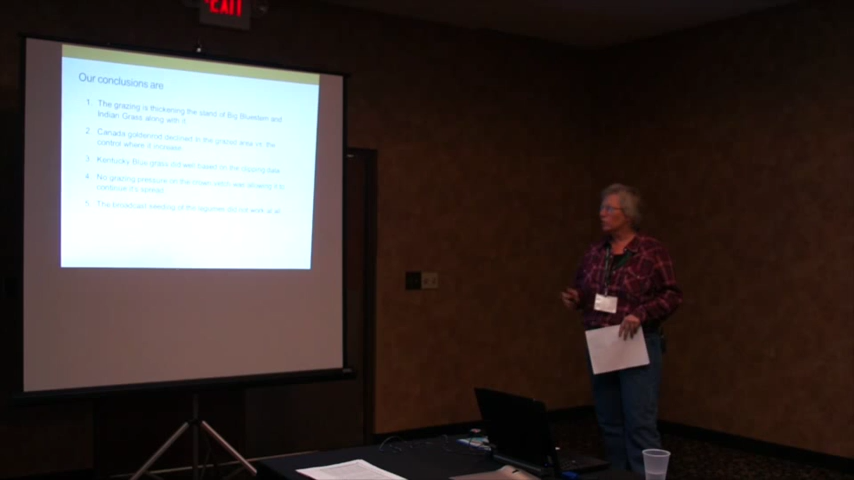 EXIT
Our conclusions are
1. The grazing is thickening the stand of Big Bluestem and
Indian Grass along with it.
2. Canada goldenrod declined in the grazed area vs. the
control where it increased.
3. Kentucky Blue grass did well based on the clipping data
4. No grazing pressure on the crown vetch was allowing it to
continue it's spread.
5. The broadcast seeding of the legumes did not work at all